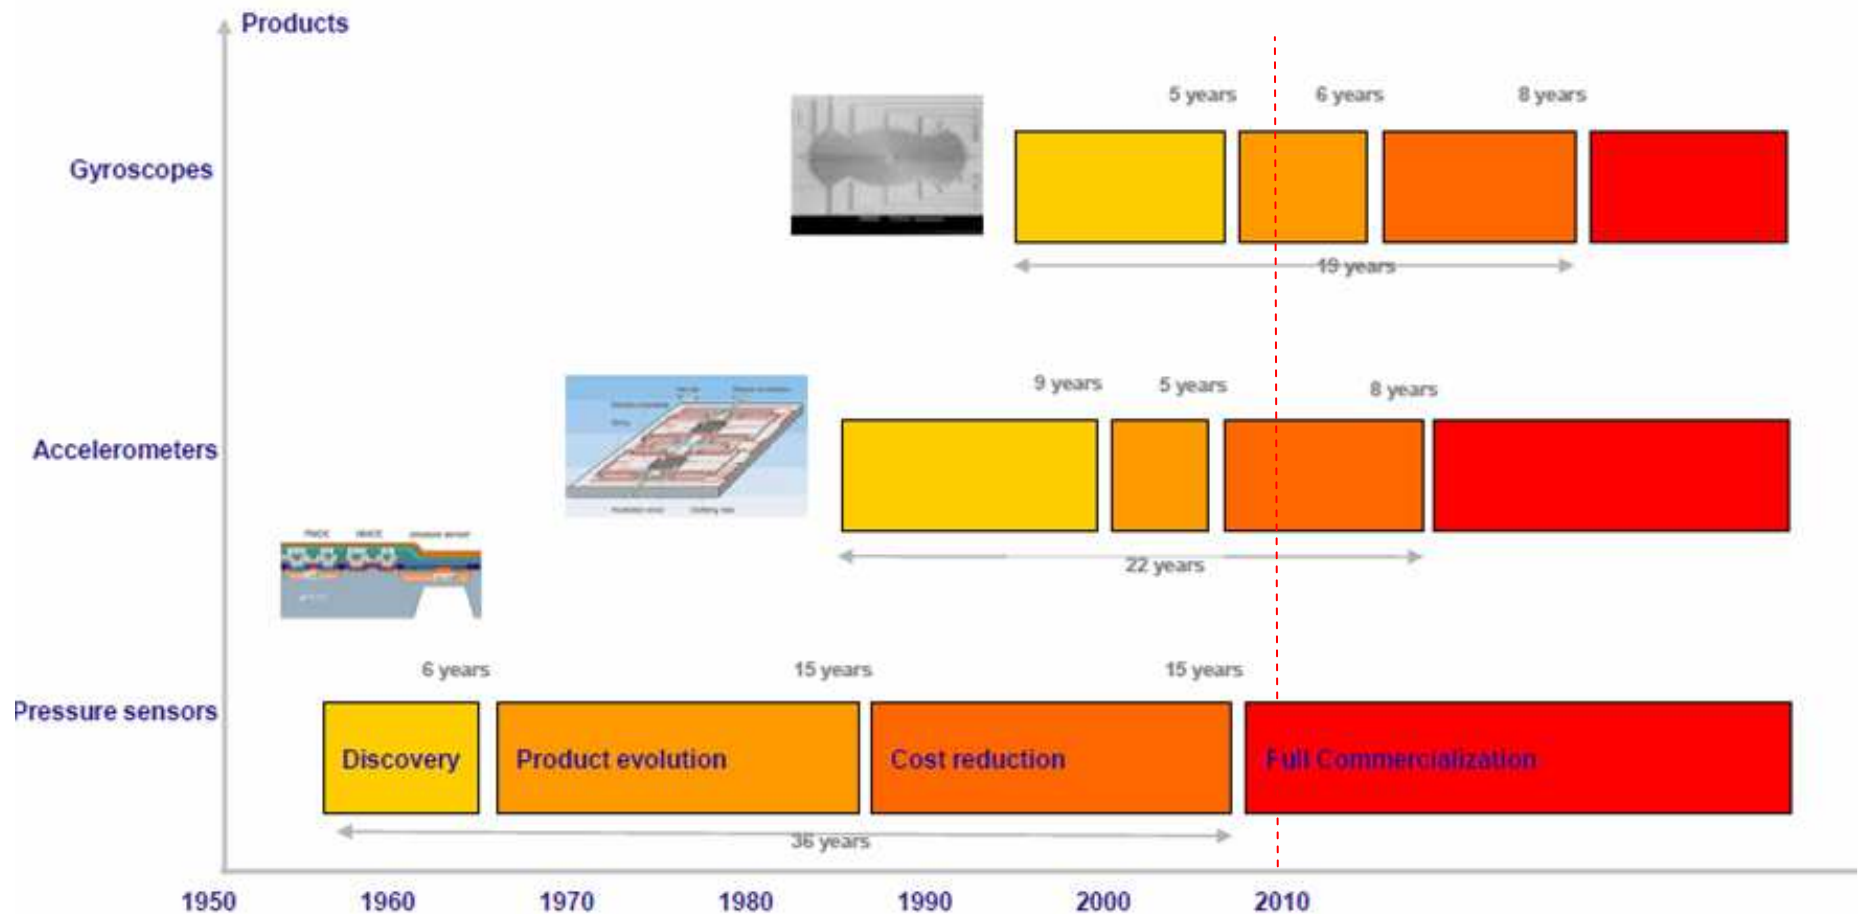 Products
5 years
6 years
8 years
Gyroscopes
19 years
9 years
5 years
8 years
Accelerometers
22 years
6 years
15 years
15 years
Pressure sensors
Discovery
Product evolution
Cost reduction
Full Commercialization
36 years
1950
1960
1970
1980
1990
2000
2010